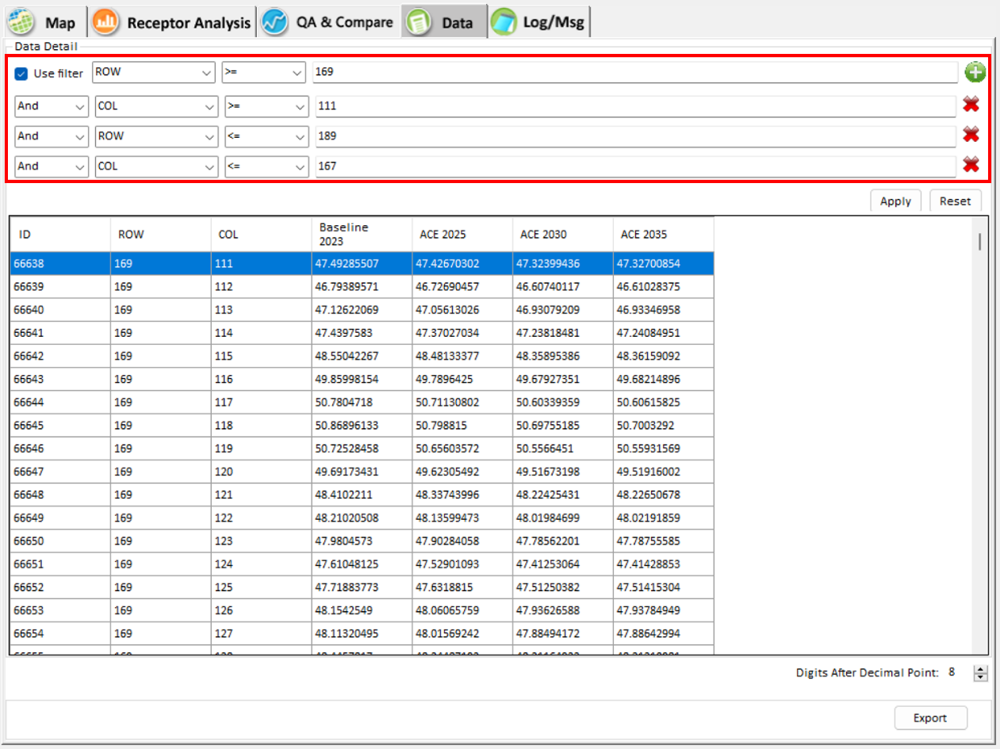 Map Receptor Analysis QA & Compare Data Log/Msg
Data Detail
Use filter ROW >= 169
And COL >= 111
And ROW <= 189
And COL <= 167
Apply Reset
ID ROW COL Baseline 2023 ACE 2025 ACE 2030 ACE 2035
66638 169 111 47.49285507 47.42670302 47.32399436 47.32700854
66639 169 112 46.79389571 46.72690457 46.60740117 46.61028375
66640 169 113 47.12622069 47.05613026 46.93079209 46.93346958
66641 169 114 47.4397583 47.37027034 47.23818481 47.24084951
66642 169 115 48.55042267 48.48133377 48.35895386 48.36159092
66643 169 116 49.85998154 49.7896425 49.67927351 49.68214896
66644 169 117 50.7804718 50.71130802 50.60339359 50.60615825
66645 169 118 50.86896133 50.798815 50.69755185 50.7003292
66646 169 119 50.72528458 50.65603572 50.5566451 50.55931569
66647 169 120 49.69173431 49.62305492 49.51673198 49.51916002
66648 169 121 48.4102211 48.33743996 48.22425431 48.22650678
66649 169 122 48.21020508 48.13599473 48.01984699 48.02191859
66650 169 123 47.9804573 47.90284058 47.78562201 47.78755585
66651 169 124 47.61048125 47.52901093 47.41253064 47.41428853
66652 169 125 47.71883773 47.6318815 47.51250382 47.51415304
66653 169 126 48.1542549 48.06065759 47.93626588 47.93784949
66654 169 127 48.11320495 48.01569242 47.88494172 47.88642994
Digits After Decimal Point: 8
Export